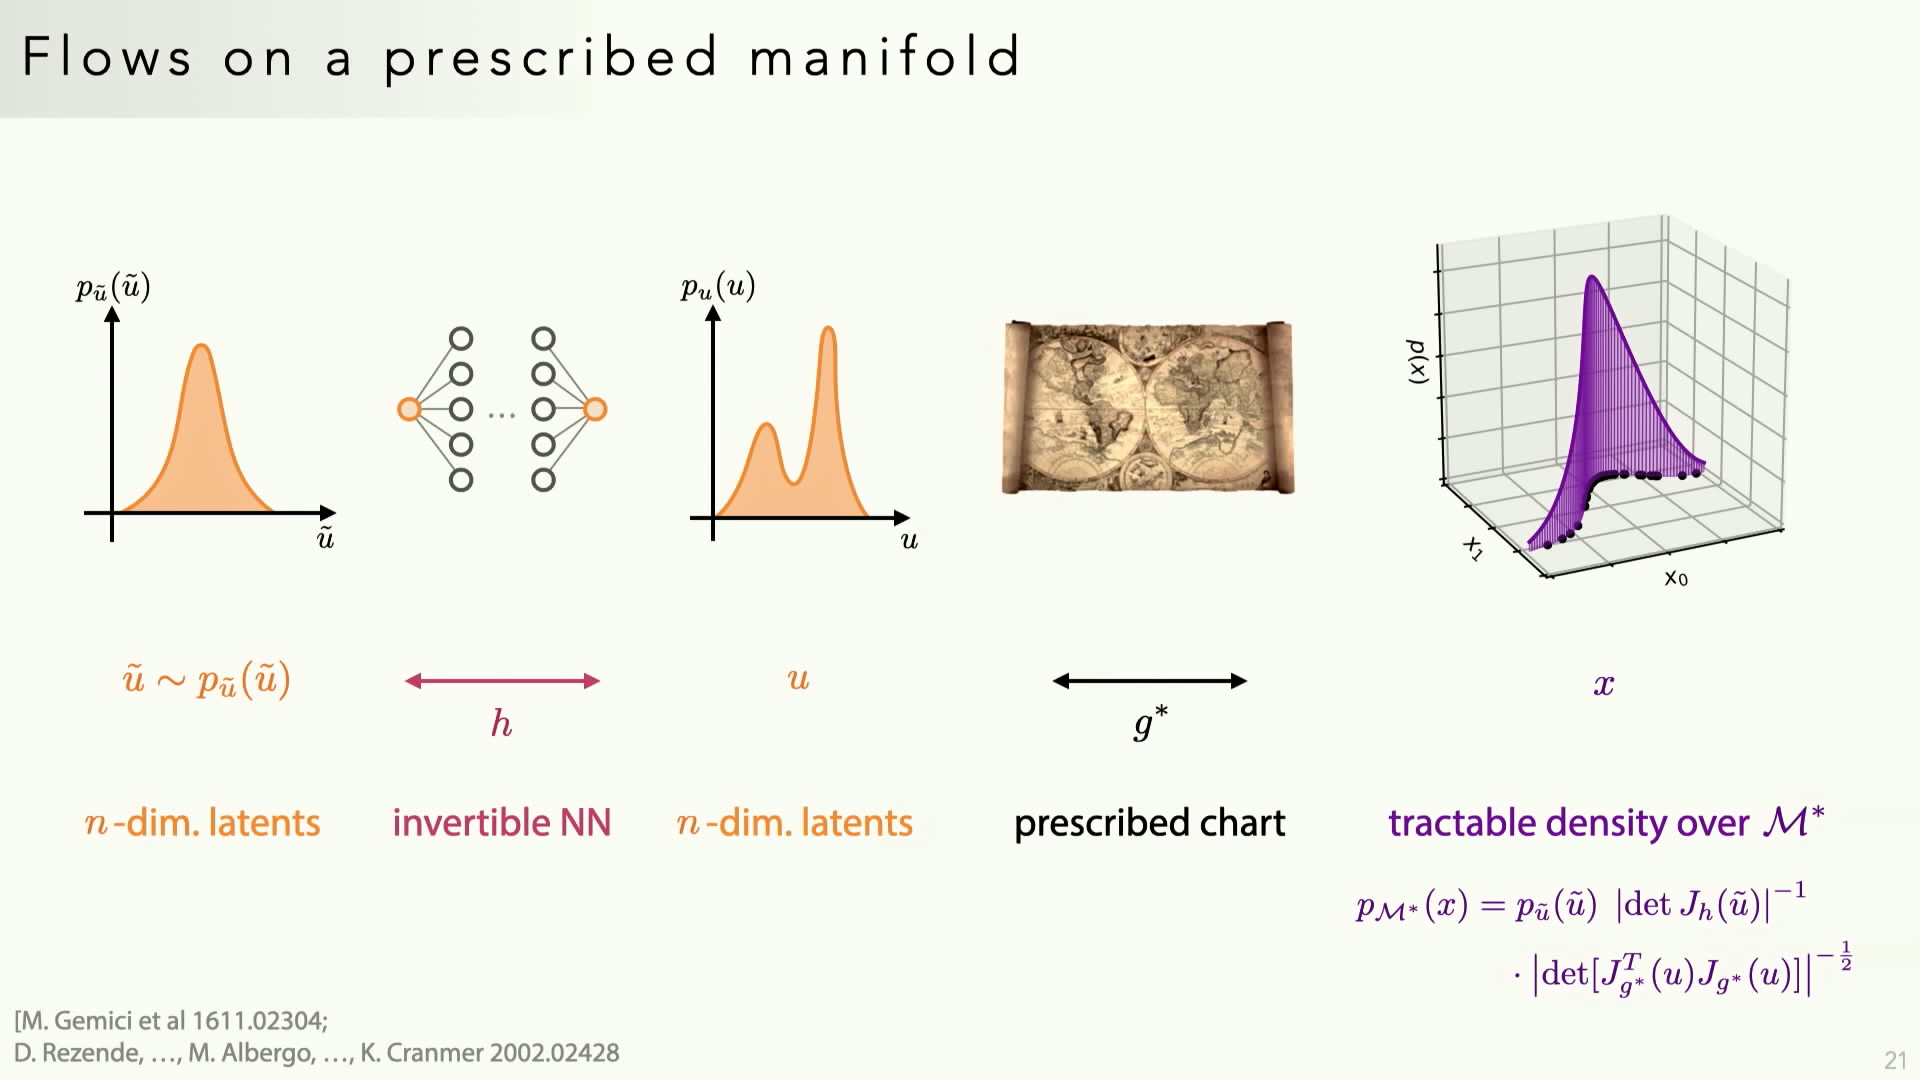 Flows on a prescribed manifold
p_ũ(ũ)
ũ
...
p_u(u)
u
p(x)
x₁
x₀
ũ ∼ p_ũ(ũ)
h
u
g*
x
n-dim. latents
invertible NN
n-dim. latents
prescribed chart
tractable density over ℳ*
p_ℳ*(x) = p_ũ(ũ) |det J_h(ũ)|⁻¹
· |det[J^T_g*(u)J_g*(u)]|^(−1/2)
[M. Gemici et al 1611.02304;
D. Rezende, …, M. Albergo, …, K. Cranmer 2002.02428
21